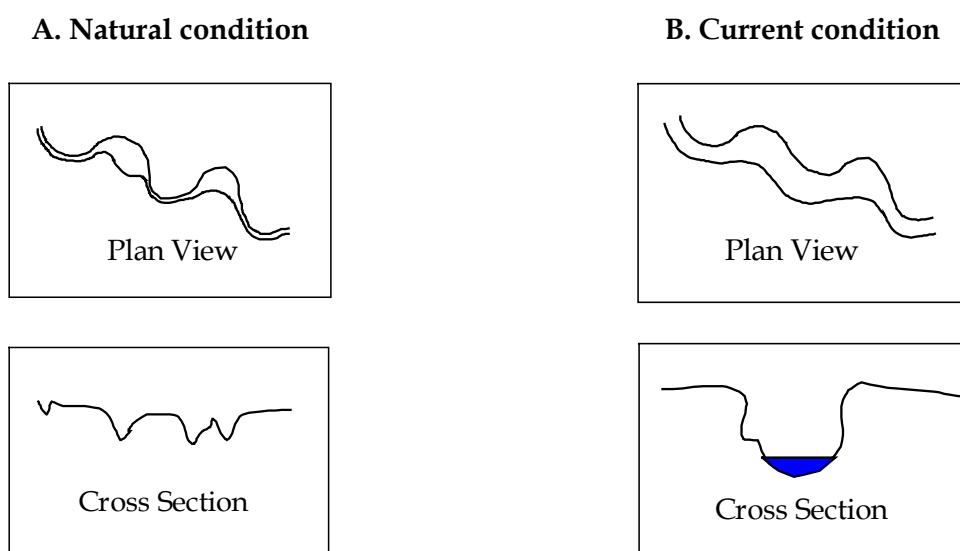 A. Natural condition
B. Current condition
Plan View
Plan View
Cross Section
Cross Section